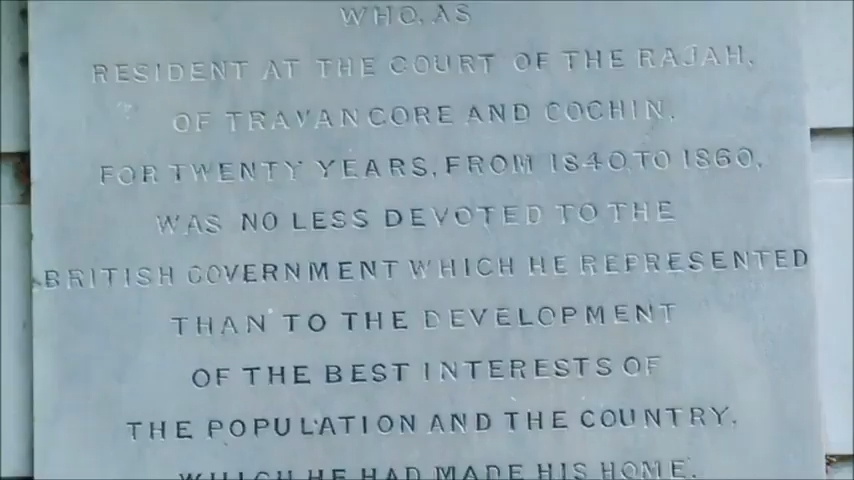 WHO, AS
RESIDENT AT THE COURT OF THE RAJAH,
OF TRAVANCORE AND COCHIN,
FOR TWENTY YEARS, FROM 1840, TO 1860,
WAS NO LESS DEVOTED TO THE
BRITISH GOVERNMENT WHICH HE REPRESENTED
THAN TO THE DEVELOPMENT
OF THE BEST INTERESTS OF
THE POPULATION AND THE COUNTRY,
WHICH HE HAD MADE HIS HOME.